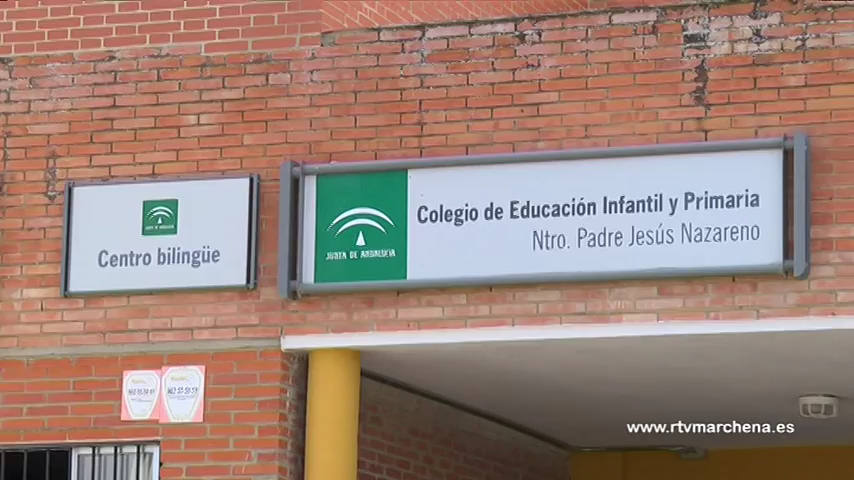 Centro bilingüe
JUNTA DE ANDALUCIA
JUNTA DE ANDALUCIA
Colegio de Educación Infantil y Primaria
Ntro. Padre Jesús Nazareno
www.rtvmarchena.es